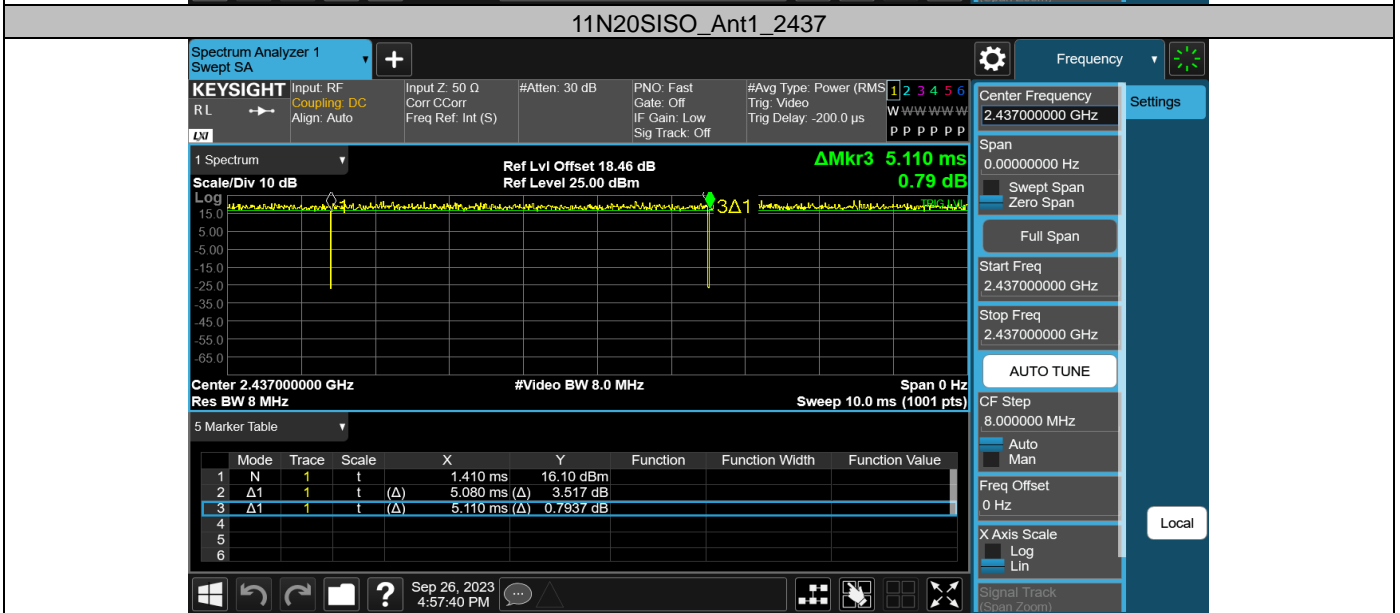 (Span Zoom)
11N20SISO_Ant1_2437
Spectrum Analyzer 1
Swept SA
+
Frequency
KEYSIGHT
RL
LXI
Input: RF
Coupling: DC
Align: Auto
Input Z: 50 Ω
Corr CCorr
Freq Ref: Int (S)
#Atten: 30 dB
PNO: Fast
Gate: Off
IF Gain: Low
Sig Track: Off
#Avg Type: Power (RMS
Trig: Video
Trig Delay: -200.0 µs
1 2 3 4 5 6
W W W W W W
P P P P P P
1 Spectrum
Scale/Div 10 dB
Ref Lvl Offset 18.46 dB
Ref Level 25.00 dBm
ΔMkr3 5.110 ms
0.79 dB
Log
15.0
5.00
-5.00
-15.0
-25.0
-35.0
-45.0
-55.0
-65.0
1
3Δ1
TRIG LVL
Center 2.437000000 GHz
#Video BW 8.0 MHz
Span 0 Hz
Res BW 8 MHz
Sweep 10.0 ms (1001 pts)
5 Marker Table
Mode Trace Scale X Y Function Function Width Function Value
1 N 1 t 1.410 ms 16.10 dBm
2 Δ1 1 t (Δ) 5.080 ms (Δ) 3.517 dB
3 Δ1 1 t (Δ) 5.110 ms (Δ) 0.7937 dB
4
5
6
?
Sep 26, 2023
4:57:40 PM
Center Frequency
2.437000000 GHz
Settings
Span
0.00000000 Hz
Swept Span
Zero Span
Full Span
Start Freq
2.437000000 GHz
Stop Freq
2.437000000 GHz
AUTO TUNE
CF Step
8.000000 MHz
Auto
Man
Freq Offset
0 Hz
Local
X Axis Scale
Log
Lin
Signal Track
(Span Zoom)